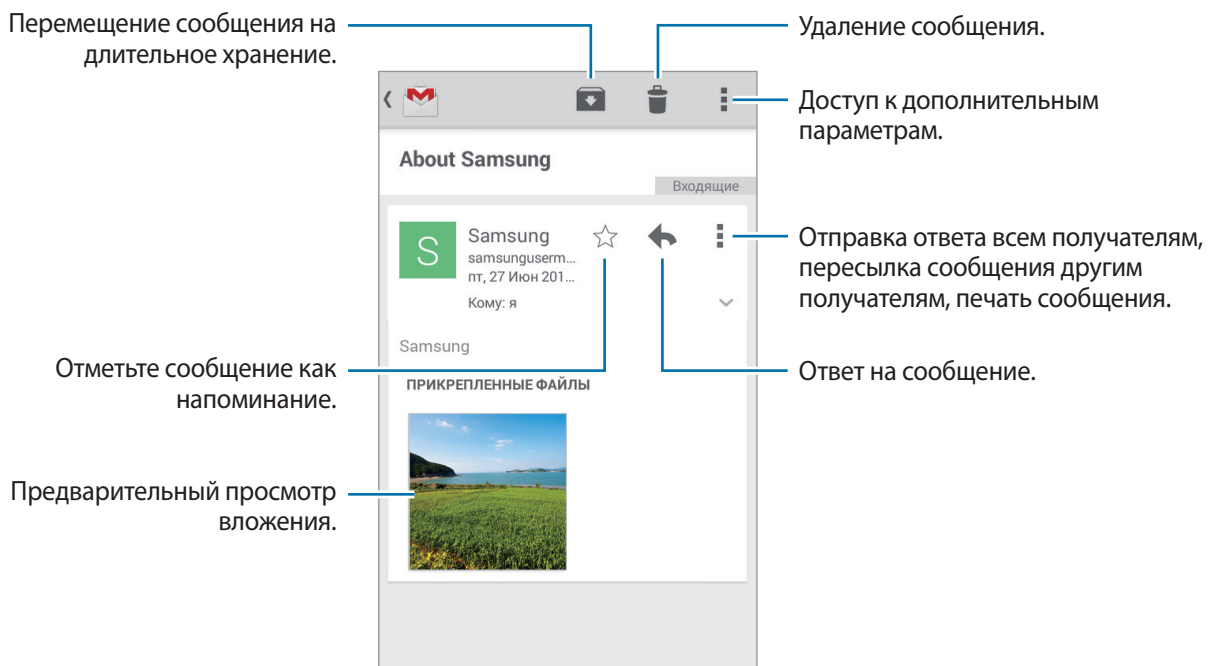 Перемещение сообщения на
длительное хранение.
Удаление сообщения.
Доступ к дополнительным
параметрам.
About Samsung
Входящие
S
Samsung
samsunguserm...
пт, 27 Июн 201...
Кому: я
Отправка ответа всем получателям,
пересылка сообщения другим
получателям, печать сообщения.
Samsung
Отметьте сообщение как
напоминание.
Ответ на сообщение.
ПРИКРЕПЛЕННЫЕ ФАЙЛЫ
Предварительный просмотр
вложения.